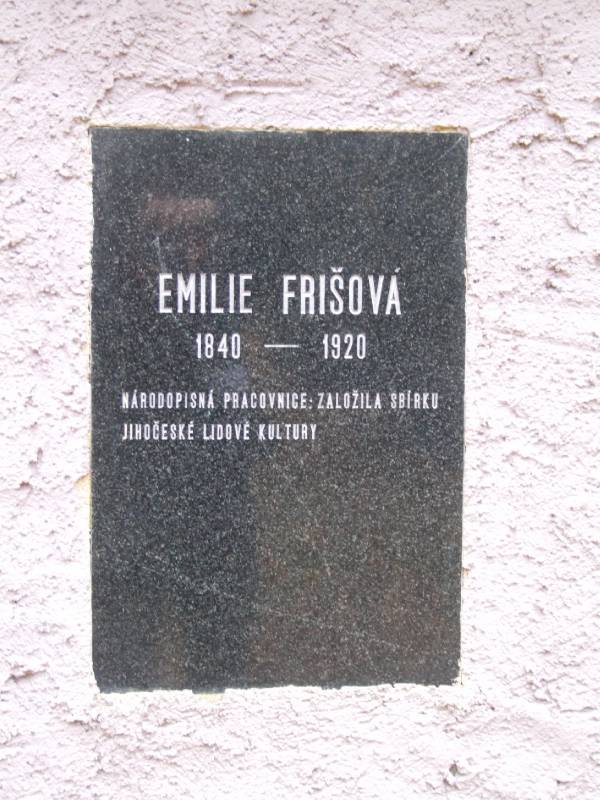 EMILIE FRIŠOVÁ
1840 — 1920
NÁRODOPISNÁ PRACOVNICE; ZALOŽILA SBÍRKU
JIHOČESKÉ LIDOVÉ KULTURY